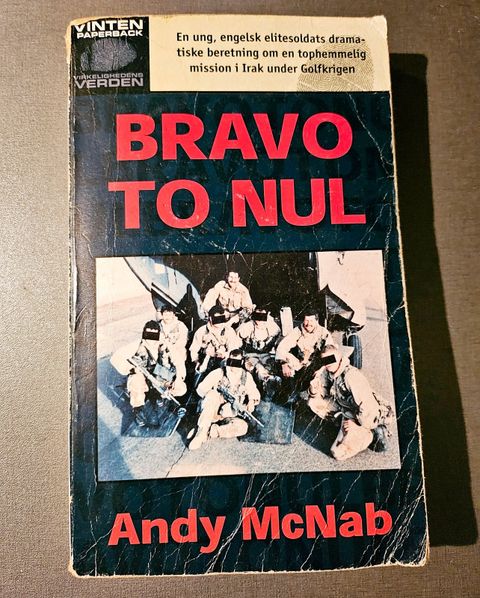 VINTEN
PAPERBACK
VIRKELIGHEDENS
VERDEN
En ung, engelsk elitesoldats drama-
tiske beretning om en tophemmelig
mission i Irak under Golfkrigen
BRAVO
TO NUL
Andy McNab